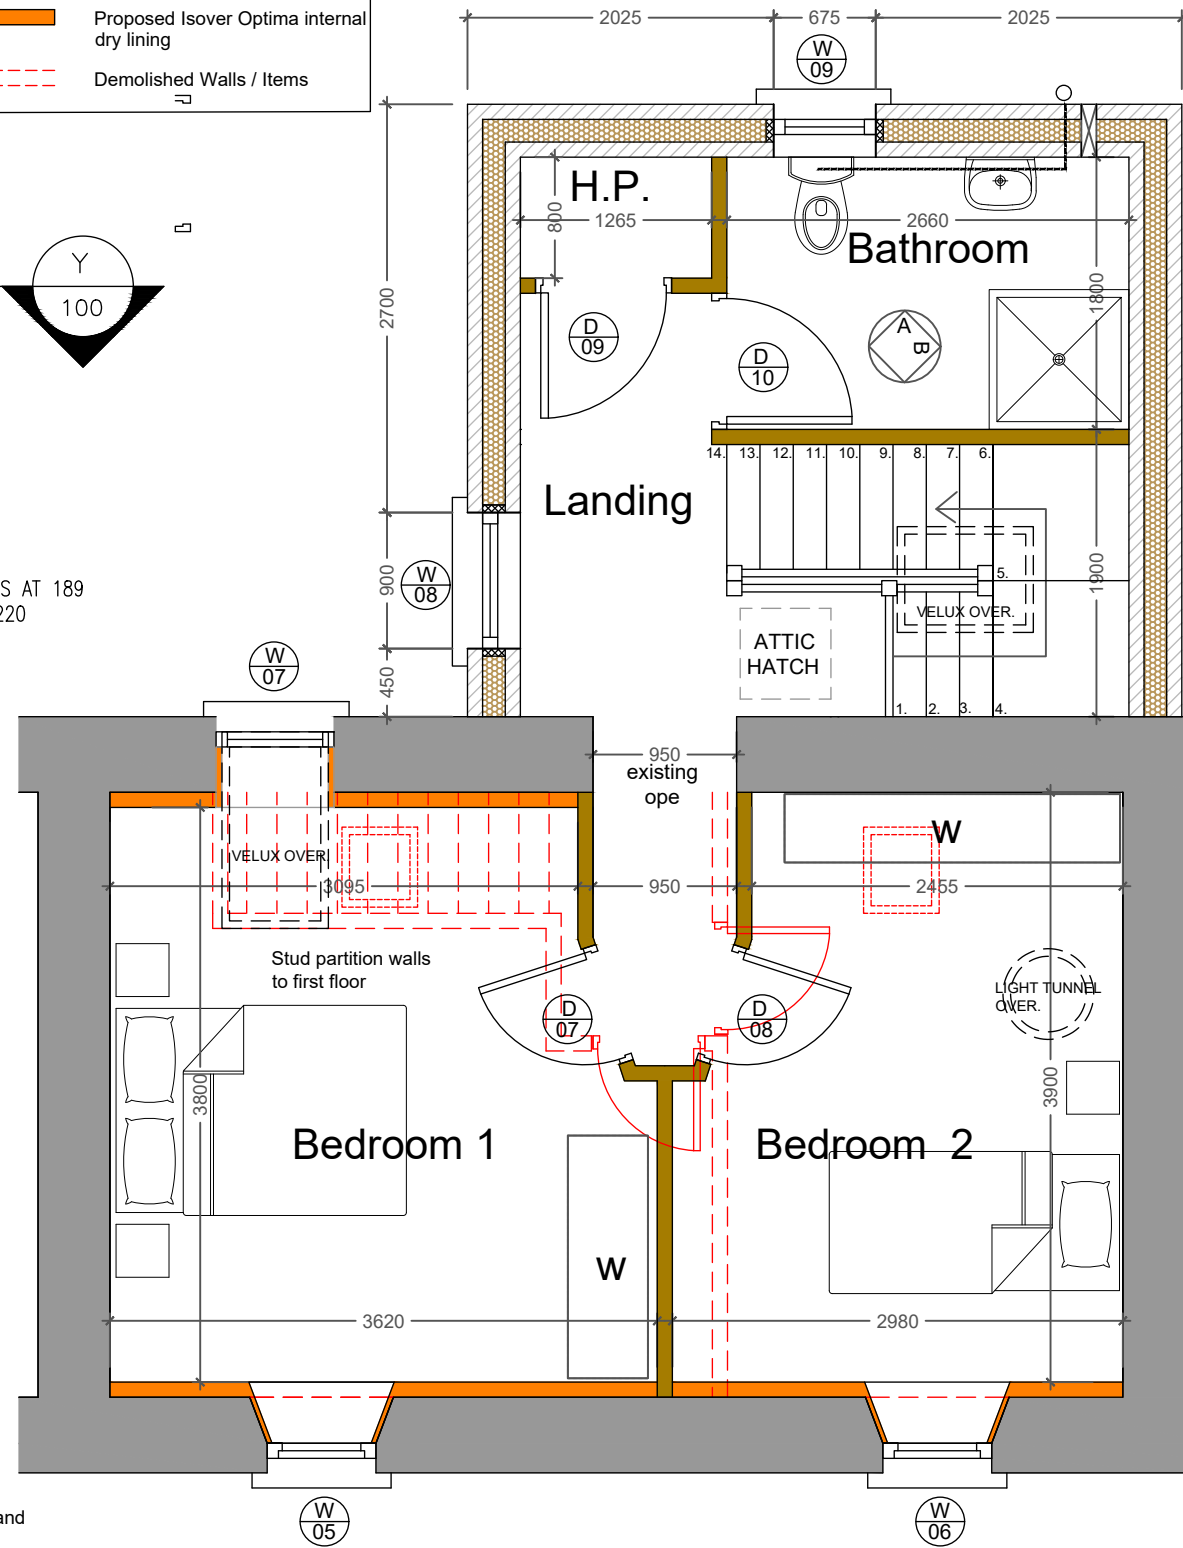 Proposed Isover Optima internal
dry lining
Demolished Walls / Items
2025
675
2025
W
09
H.P.
800
1265
2660
Bathroom
Y
100
2700
1800
D
09
D
10
A
B
14.
13.
12.
11.
10.
9.
8.
7.
6.
Landing
S AT 189
220
900
W
08
5.
1900
VELUX OVER.
ATTIC
HATCH
W
07
450
1.
2.
3.
4.
950
existing
ope
W
VELUX OVER.
3095
950
2455
Stud partition walls
to first floor
LIGHT TUNNEL
OVER.
D
07
D
08
3800
3900
Bedroom 1
Bedroom 2
W
3620
2980
W
05
W
06
and